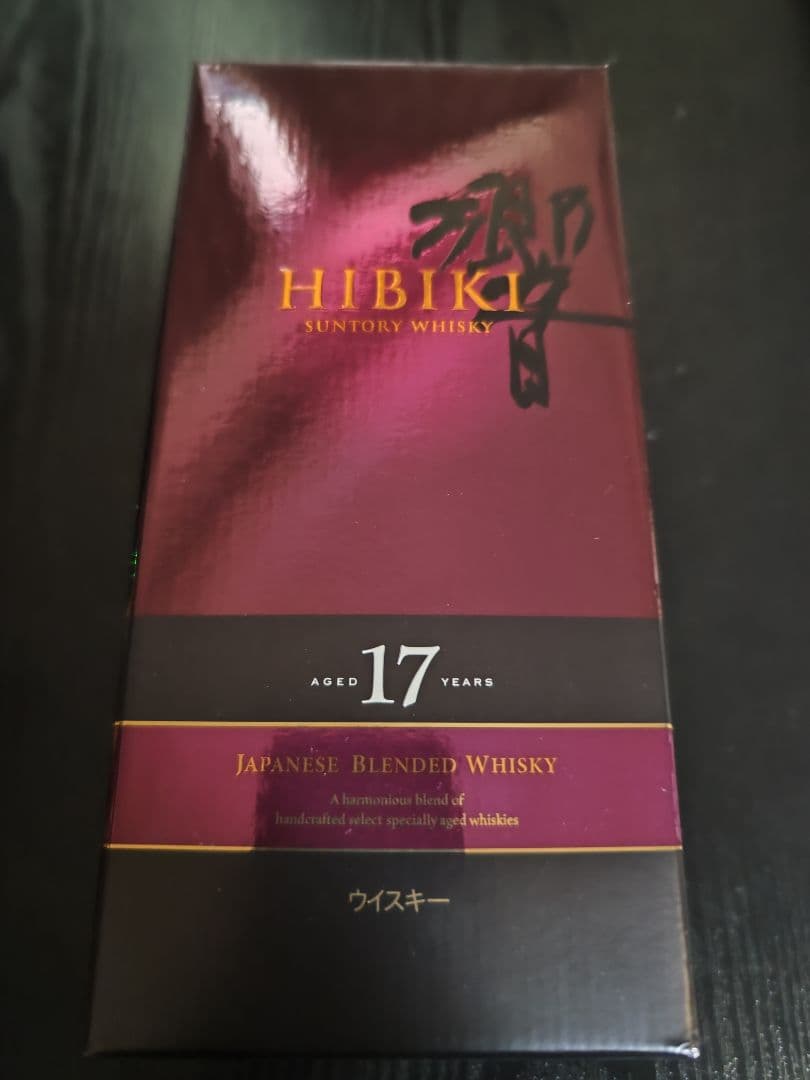 響
HIBIKI
SUNTORY WHISKY
AGED 17 YEARS
JAPANESE BLENDED WHISKY
A harmonious blend of
handcrafted select specially aged whiskies
ウイスキー